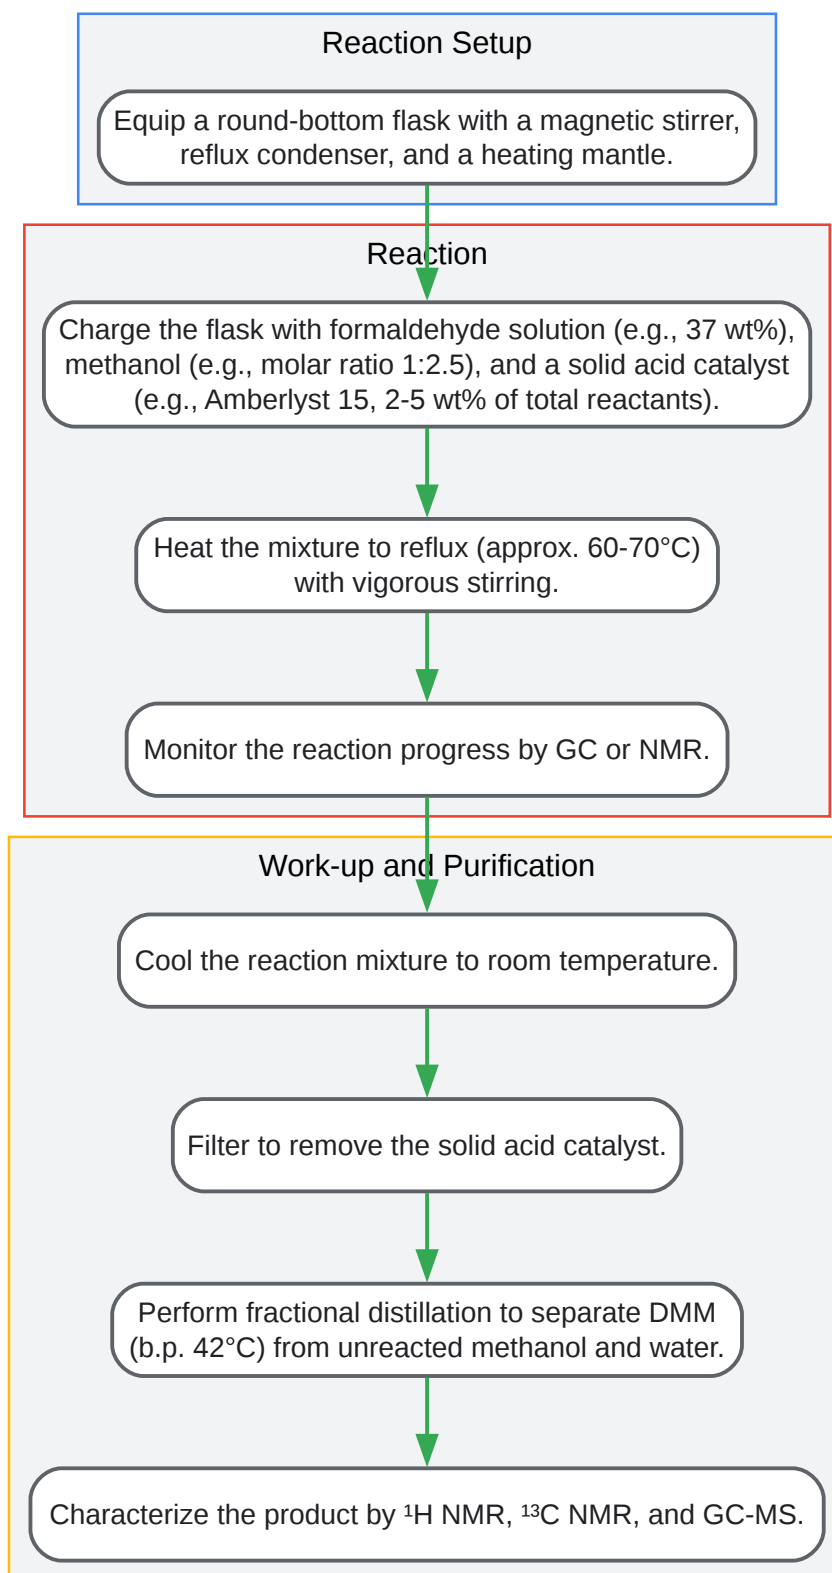 Reaction Setup
Equip a round-bottom flask with a magnetic stirrer,
reflux condenser, and a heating mantle.
Reaction
Charge the flask with formaldehyde solution (e.g., 37 wt%),
methanol (e.g., molar ratio 1:2.5), and a solid acid catalyst
(e.g., Amberlyst 15, 2-5 wt% of total reactants).
Heat the mixture to reflux (approx. 60-70°C)
with vigorous stirring.
Monitor the reaction progress by GC or NMR.
Work-up and Purification
Cool the reaction mixture to room temperature.
Filter to remove the solid acid catalyst.
Perform fractional distillation to separate DMM
(b.p. 42°C) from unreacted methanol and water.
Characterize the product by ¹H NMR, ¹³C NMR, and GC-MS.